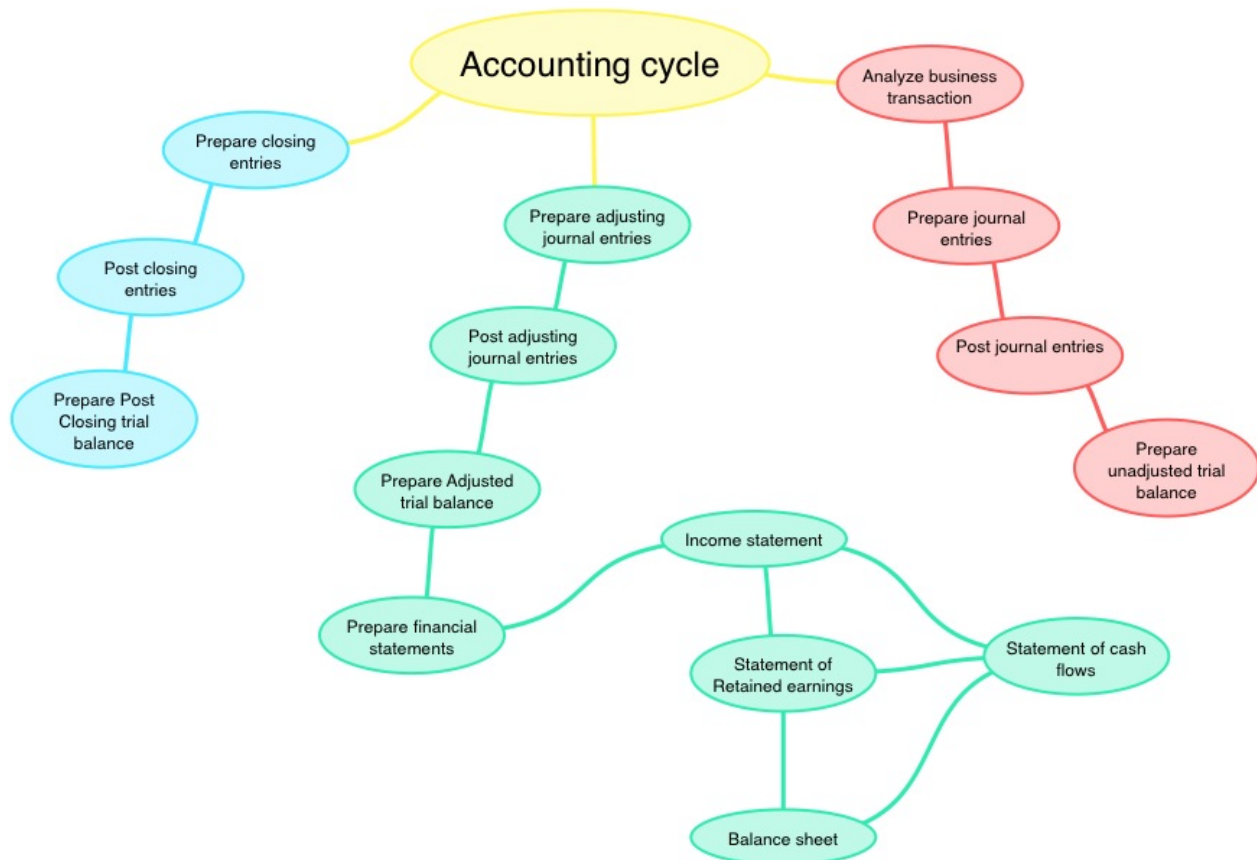 Accounting cycle
Analyze business
transaction
Prepare closing
entries
Prepare adjusting
journal entries
Prepare journal
entries
Post closing
entries
Post adjusting
journal entries
Post journal entries
Prepare Post
Closing trial
balance
Prepare
unadjusted trial
balance
Prepare Adjusted
trial balance
Income statement
Prepare financial
statements
Statement of
Retained earnings
Statement of cash
flows
Balance sheet